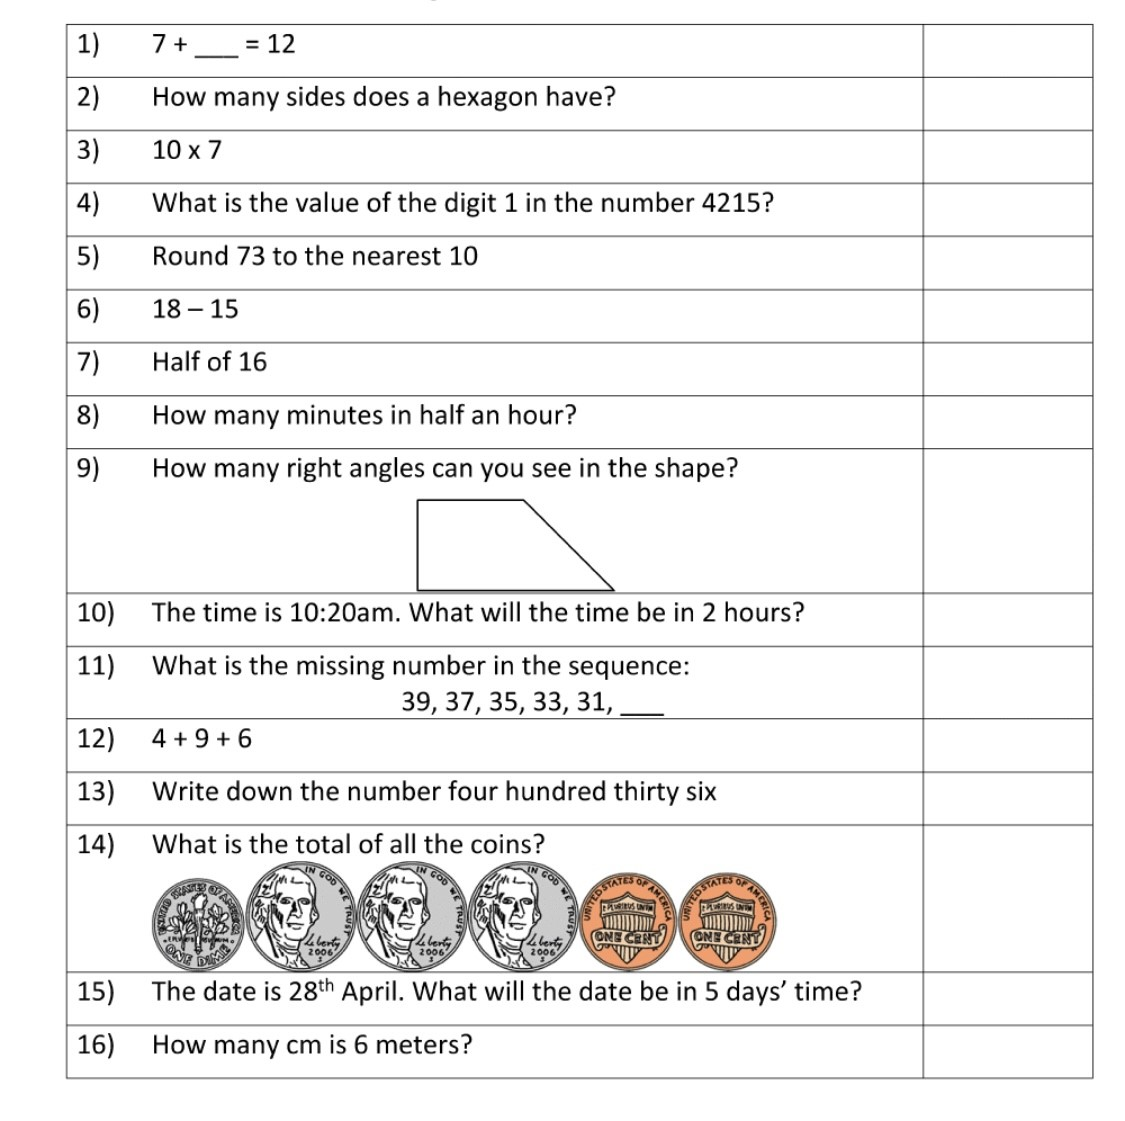 1) 7 + ___ = 12
2) How many sides does a hexagon have?
3) 10 x 7
4) What is the value of the digit 1 in the number 4215?
5) Round 73 to the nearest 10
6) 18 – 15
7) Half of 16
8) How many minutes in half an hour?
9) How many right angles can you see in the shape?
10) The time is 10:20am. What will the time be in 2 hours?
11) What is the missing number in the sequence:
39, 37, 35, 33, 31, ___
12) 4 + 9 + 6
13) Write down the number four hundred thirty six
14) What is the total of all the coins?
UNITED STATES OF AMERICA ONE DIME
IN GOD WE TRUST Liberty 2006
IN GOD WE TRUST Liberty 2006
IN GOD WE TRUST Liberty 2006
UNITED STATES OF AMERICA E PLURIBUS UNUM ONE CENT
UNITED STATES OF AMERICA E PLURIBUS UNUM ONE CENT
15) The date is 28th April. What will the date be in 5 days’ time?
16) How many cm is 6 meters?